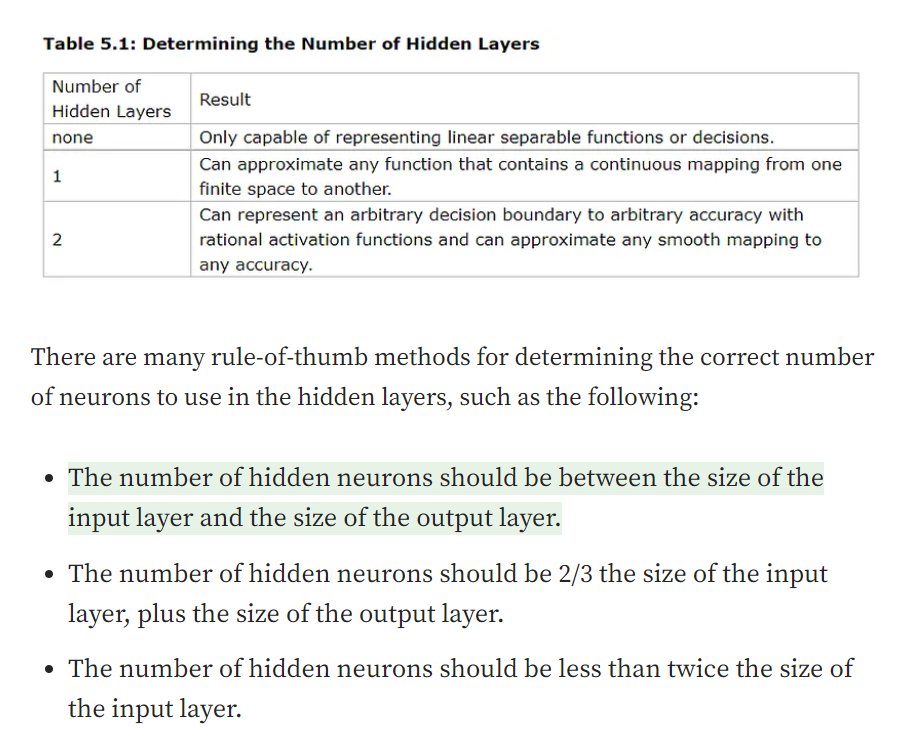 Table 5.1: Determining the Number of Hidden Layers
Number of
Hidden Layers
Result
none
Only capable of representing linear separable functions or decisions.
1
Can approximate any function that contains a continuous mapping from one
finite space to another.
2
Can represent an arbitrary decision boundary to arbitrary accuracy with
rational activation functions and can approximate any smooth mapping to
any accuracy.
There are many rule-of-thumb methods for determining the correct number
of neurons to use in the hidden layers, such as the following:
• The number of hidden neurons should be between the size of the
input layer and the size of the output layer.
• The number of hidden neurons should be 2/3 the size of the input
layer, plus the size of the output layer.
• The number of hidden neurons should be less than twice the size of
the input layer.